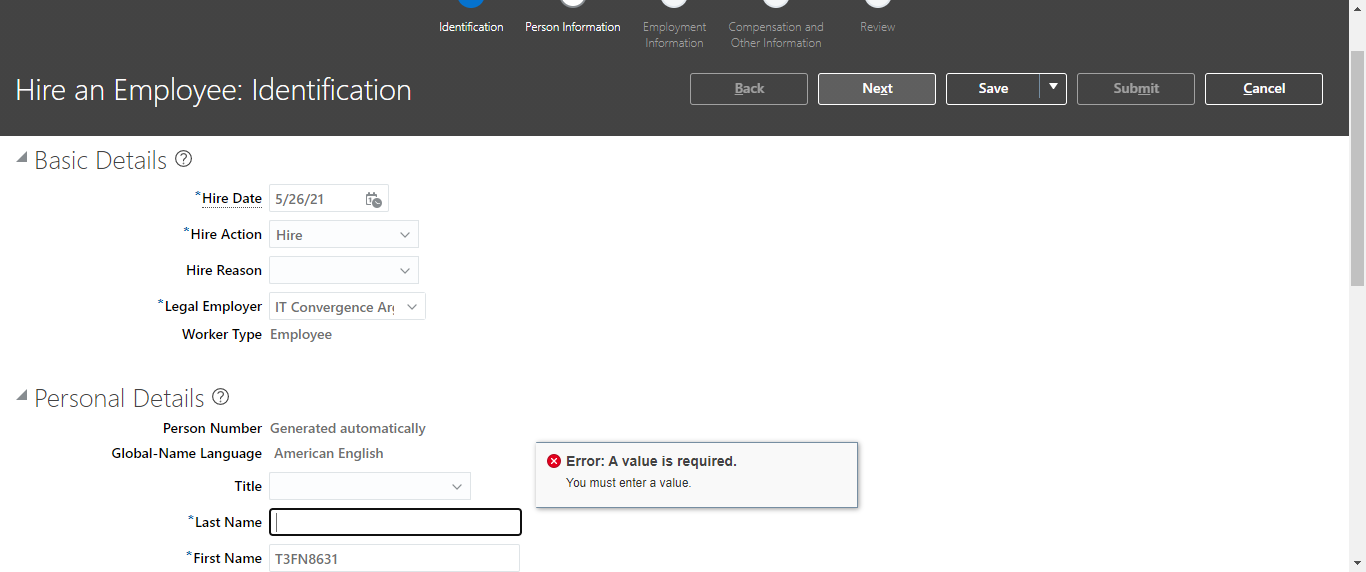 Identification
Person Information
Employment
Information
Compensation and
Other Information
Review
Hire an Employee: Identification
Back
Next
Save
Submit
Cancel
Basic Details
*Hire Date 5/26/21
*Hire Action Hire
Hire Reason
*Legal Employer IT Convergence Arg
Worker Type Employee
Personal Details
Person Number Generated automatically
Global-Name Language American English
Error: A value is required.
You must enter a value.
Title
*Last Name
*First Name T3FN8631